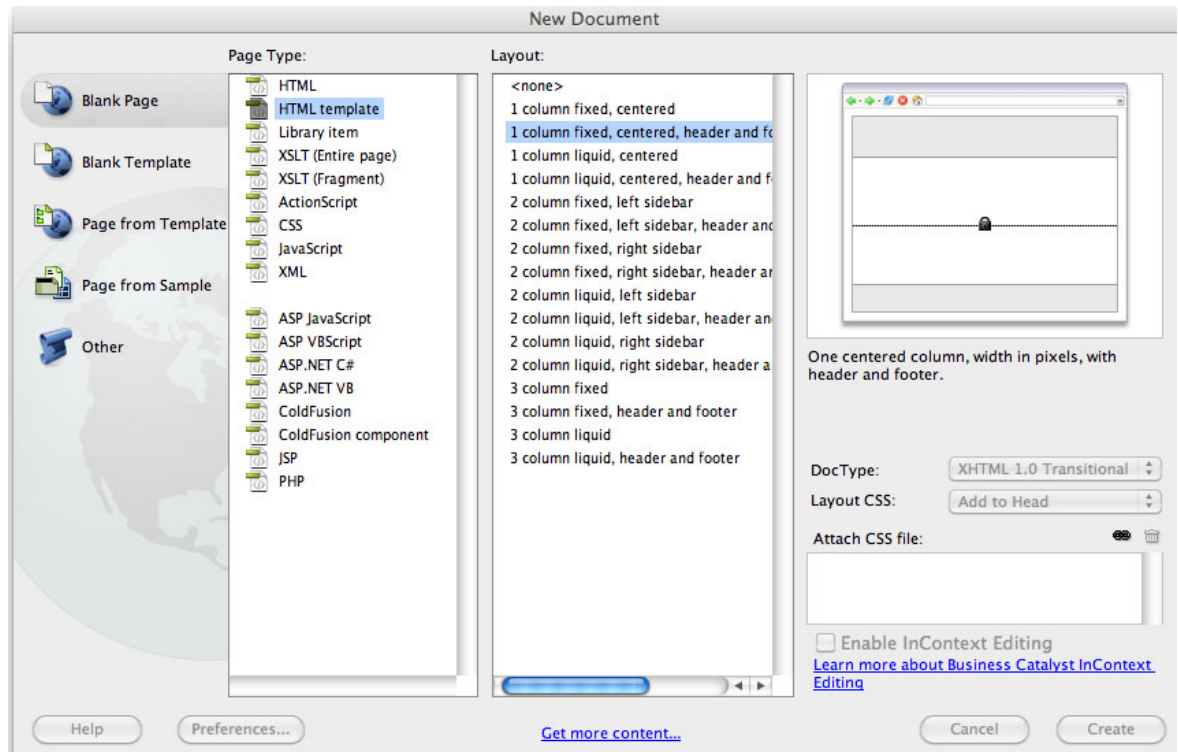 New Document
Blank Page
Blank Template
Page from Template
Page from Sample
Other
Page Type:
HTML
HTML template
Library item
XSLT (Entire page)
XSLT (Fragment)
ActionScript
CSS
JavaScript
XML
ASP JavaScript
ASP VBScript
ASP.NET C#
ASP.NET VB
ColdFusion
ColdFusion component
JSP
PHP
Layout:
<none>
1 column fixed, centered
1 column fixed, centered, header and fo
1 column liquid, centered
1 column liquid, centered, header and f
2 column fixed, left sidebar
2 column fixed, left sidebar, header and
2 column fixed, right sidebar
2 column fixed, right sidebar, header ar
2 column liquid, left sidebar
2 column liquid, left sidebar, header an
2 column liquid, right sidebar
2 column liquid, right sidebar, header a
3 column fixed
3 column fixed, header and footer
3 column liquid
3 column liquid, header and footer
One centered column, width in pixels, with
header and footer.
DocType:
XHTML 1.0 Transitional
Layout CSS:
Add to Head
Attach CSS file:
Enable InContext Editing
Learn more about Business Catalyst InContext
Editing
Help
Preferences...
Get more content...
Cancel
Create